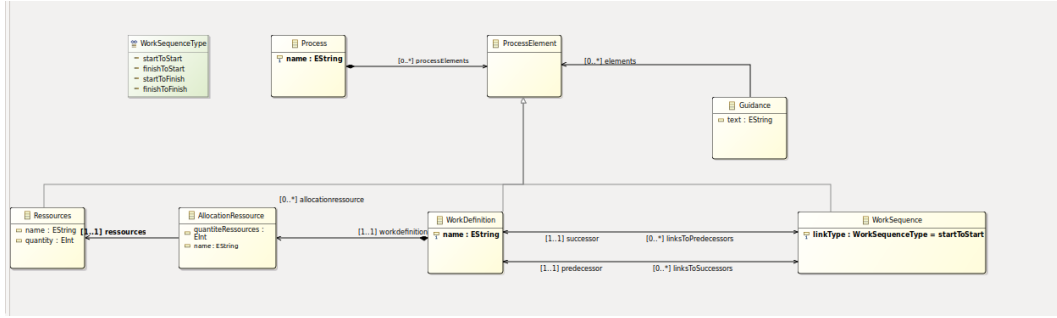 WorkSequenceType
startToStart
finishToStart
startToFinish
finishToFinish
Process
name : EString
[0..*] processElements
ProcessElement
[0..*] elements
Guidance
text : EString
Ressources
name : EString
quantity : EInt
[1..1] ressources
AllocationRessource
quantiteRessources :
EInt
name : EString
[0..*] allocationressource
[1..1] workdefinition
WorkDefinition
name : EString
[1..1] successor
[0..*] linksToPredecessors
[1..1] predecessor
[0..*] linksToSuccessors
WorkSequence
linkType : WorkSequenceType = startToStart